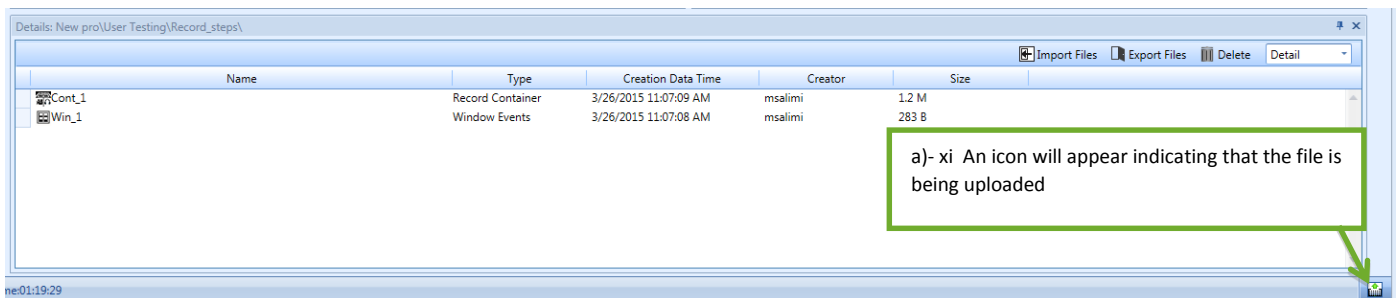 Details: New pro\User Testing\Record_steps\
Import Files Export Files Delete Detail
Name Type Creation Data Time Creator Size
Cont_1 Record Container 3/26/2015 11:07:09 AM msalimi 1.2 M
Win_1 Window Events 3/26/2015 11:07:08 AM msalimi 283 B
a)- xi An icon will appear indicating that the file is
being uploaded
me:01:19:29